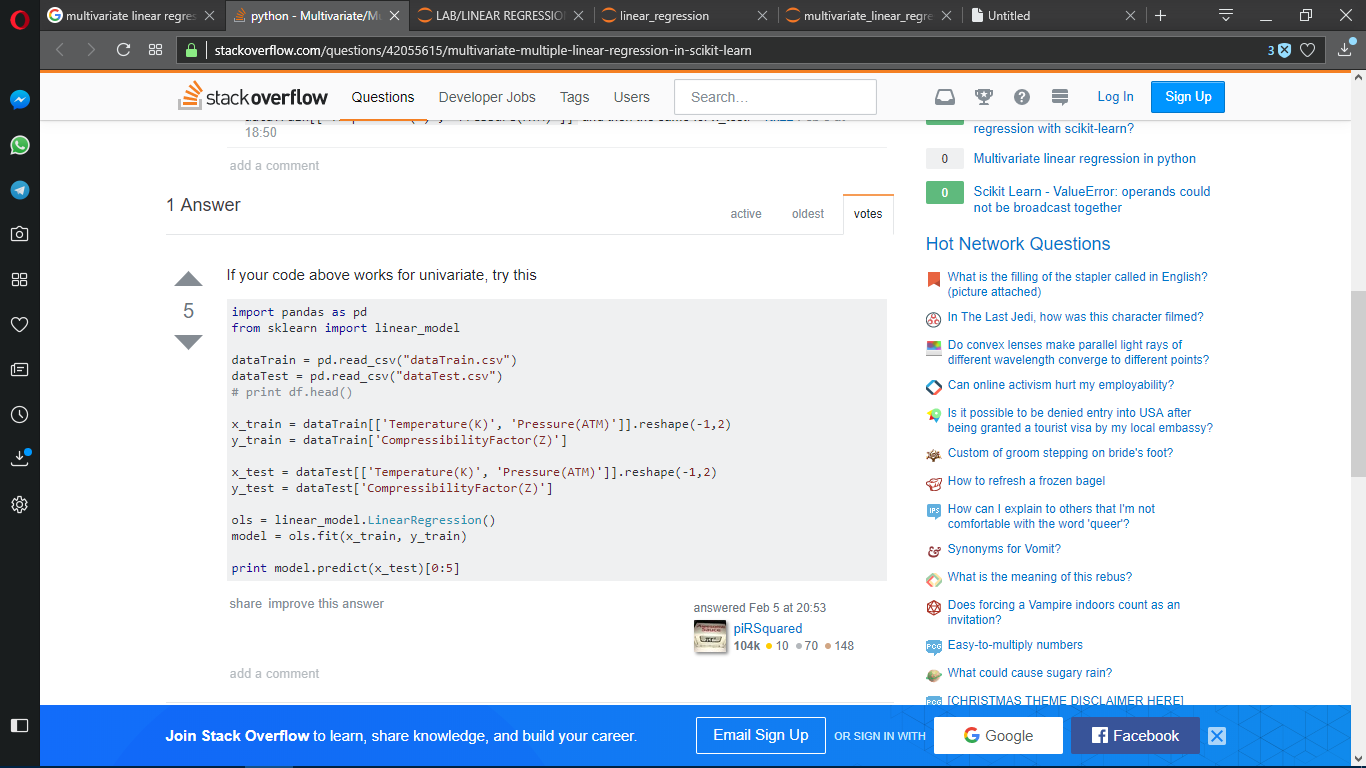 multivariate linear regres
python - Multivariate/Mu
LAB/LINEAR REGRESSION
linear_regression
multivariate_linear_regre
Untitled
stackoverflow.com/questions/42055615/multivariate-multiple-linear-regression-in-scikit-learn
3
stackoverflow
Questions
Developer Jobs
Tags
Users
Search...
Log In
Sign Up
18:50
add a comment
1 Answer
active
oldest
votes
5
If your code above works for univariate, try this
import pandas as pd
from sklearn import linear_model
dataTrain = pd.read_csv("dataTrain.csv")
dataTest = pd.read_csv("dataTest.csv")
# print df.head()
x_train = dataTrain[['Temperature(K)', 'Pressure(ATM)']].reshape(-1,2)
y_train = dataTrain['CompressibilityFactor(Z)']
x_test = dataTest[['Temperature(K)', 'Pressure(ATM)']].reshape(-1,2)
y_test = dataTest['CompressibilityFactor(Z)']
ols = linear_model.LinearRegression()
model = ols.fit(x_train, y_train)
print model.predict(x_test)[0:5]
share improve this answer
answered Feb 5 at 20:53
piRSquared
104k 10 70 148
add a comment
regression with scikit-learn?
0 Multivariate linear regression in python
0 Scikit Learn - ValueError: operands could
not be broadcast together
Hot Network Questions
What is the filling of the stapler called in English?
(picture attached)
In The Last Jedi, how was this character filmed?
Do convex lenses make parallel light rays of
different wavelength converge to different points?
Can online activism hurt my employability?
Is it possible to be denied entry into USA after
being granted a tourist visa by my local embassy?
Custom of groom stepping on bride's foot?
How to refresh a frozen bagel
How can I explain to others that I'm not
comfortable with the word 'queer'?
Synonyms for Vomit?
What is the meaning of this rebus?
Does forcing a Vampire indoors count as an
invitation?
Easy-to-multiply numbers
What could cause sugary rain?
[CHRISTMAS THEME DISCLAIMER HERE]
Join Stack Overflow to learn, share knowledge, and build your career.
Email Sign Up
OR SIGN IN WITH
Google
Facebook